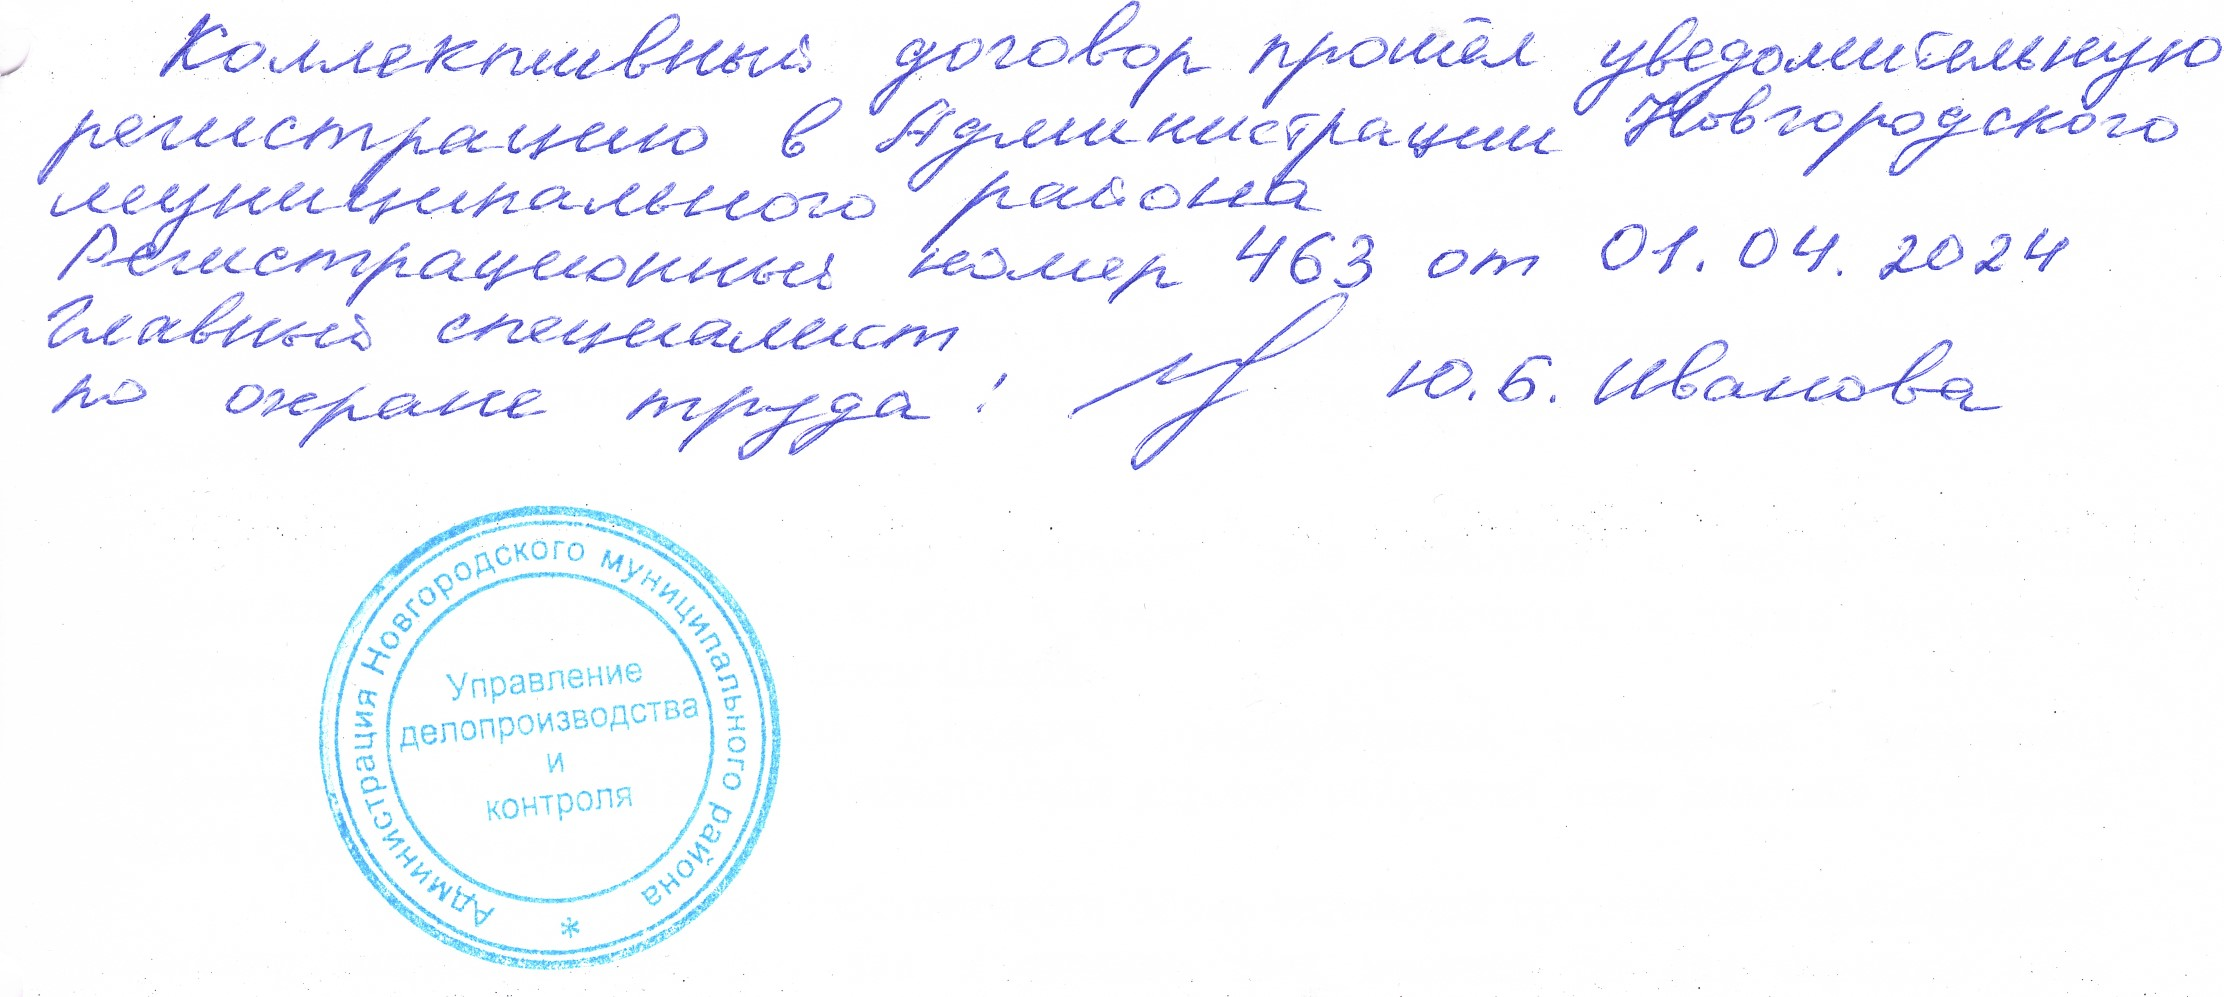 Коллективный договор прошёл уведомительную
регистрацию в Администрации Новгородского
муниципального района
Регистрационный номер 463 от 01.04.2024
Главный специалист
по охране труда: Ю.Б. Иванова
Администрация Новгородского муниципального района *
Управление
делопроизводства
и
контроля